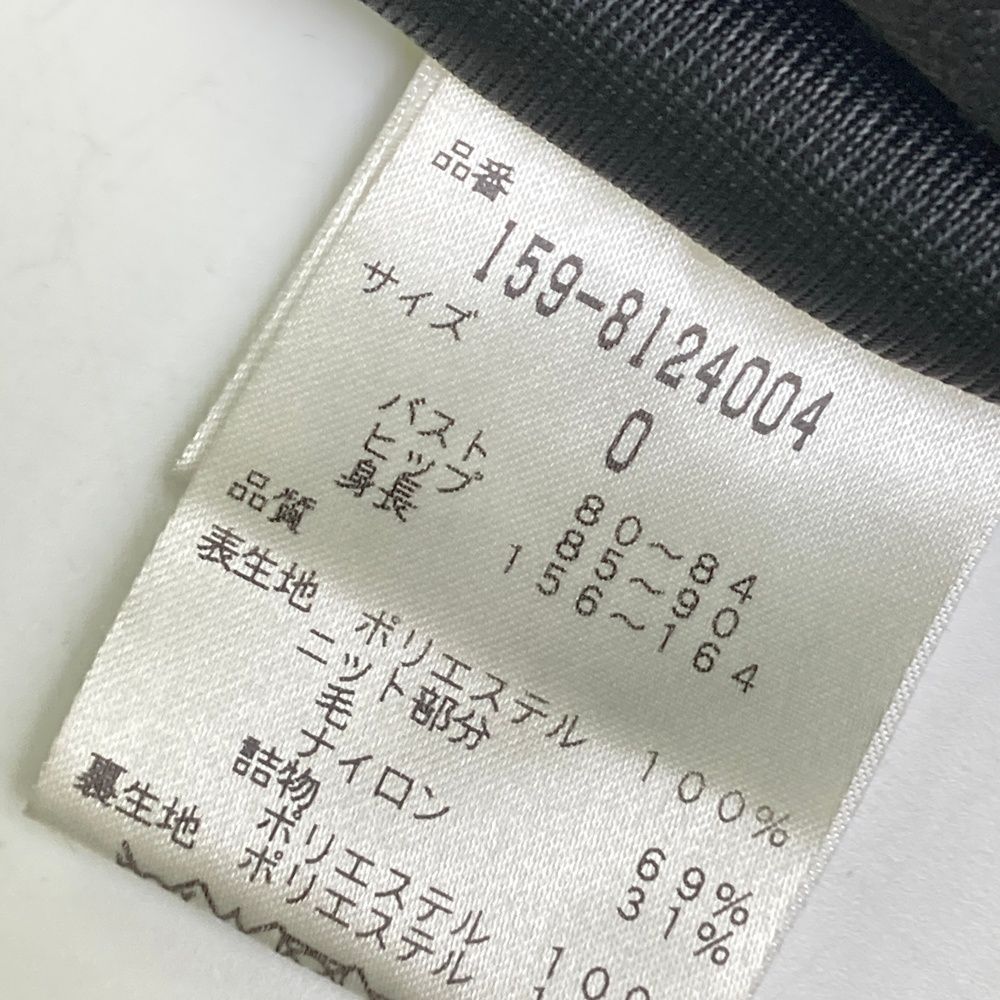 品番
159-8124004
サイズ 0
バスト 80～84
ヒップ 85～90
身長 156～164
品質
表生地 ポリエステル 100%
ニット部分
毛 69%
ナイロン 31%
詰物
ポリエステル 100
裏生地 ポリエステル 1